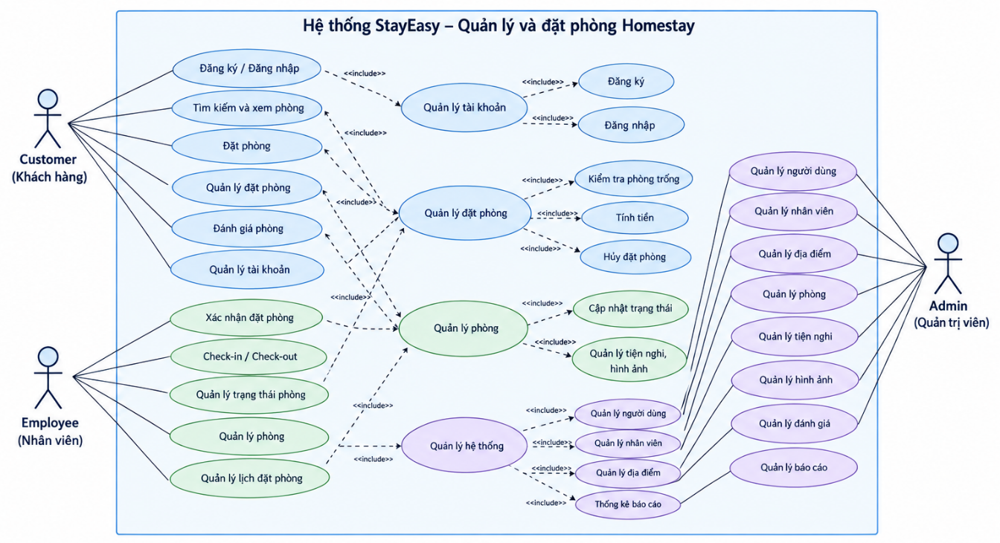 Hệ thống StayEasy – Quản lý và đặt phòng Homestay
Customer
(Khách hàng)
Đăng ký / Đăng nhập
Tìm kiếm và xem phòng
Đặt phòng
Quản lý đặt phòng
Đánh giá phòng
Quản lý tài khoản
Employee
(Nhân viên)
Xác nhận đặt phòng
Check-in / Check-out
Quản lý trạng thái phòng
Quản lý phòng
Quản lý lịch đặt phòng
<<include>>
<<include>>
<<include>>
<<include>>
<<include>>
<<include>>
Quản lý tài khoản
<<include>>
Đăng ký
<<include>>
Đăng nhập
Quản lý đặt phòng
<<include>>
Kiểm tra phòng trống
<<include>>
Tính tiền
<<include>>
Hủy đặt phòng
Quản lý phòng
<<include>>
Cập nhật trạng thái
<<include>>
Quản lý tiện nghi,
hình ảnh
Quản lý hệ thống
<<include>>
Quản lý người dùng
<<include>>
Quản lý nhân viên
<<include>>
Quản lý địa điểm
<<include>>
Thống kê báo cáo
Quản lý người dùng
Quản lý nhân viên
Quản lý địa điểm
Quản lý phòng
Quản lý tiện nghi
Quản lý hình ảnh
Quản lý đánh giá
Quản lý báo cáo
Admin
(Quản trị viên)